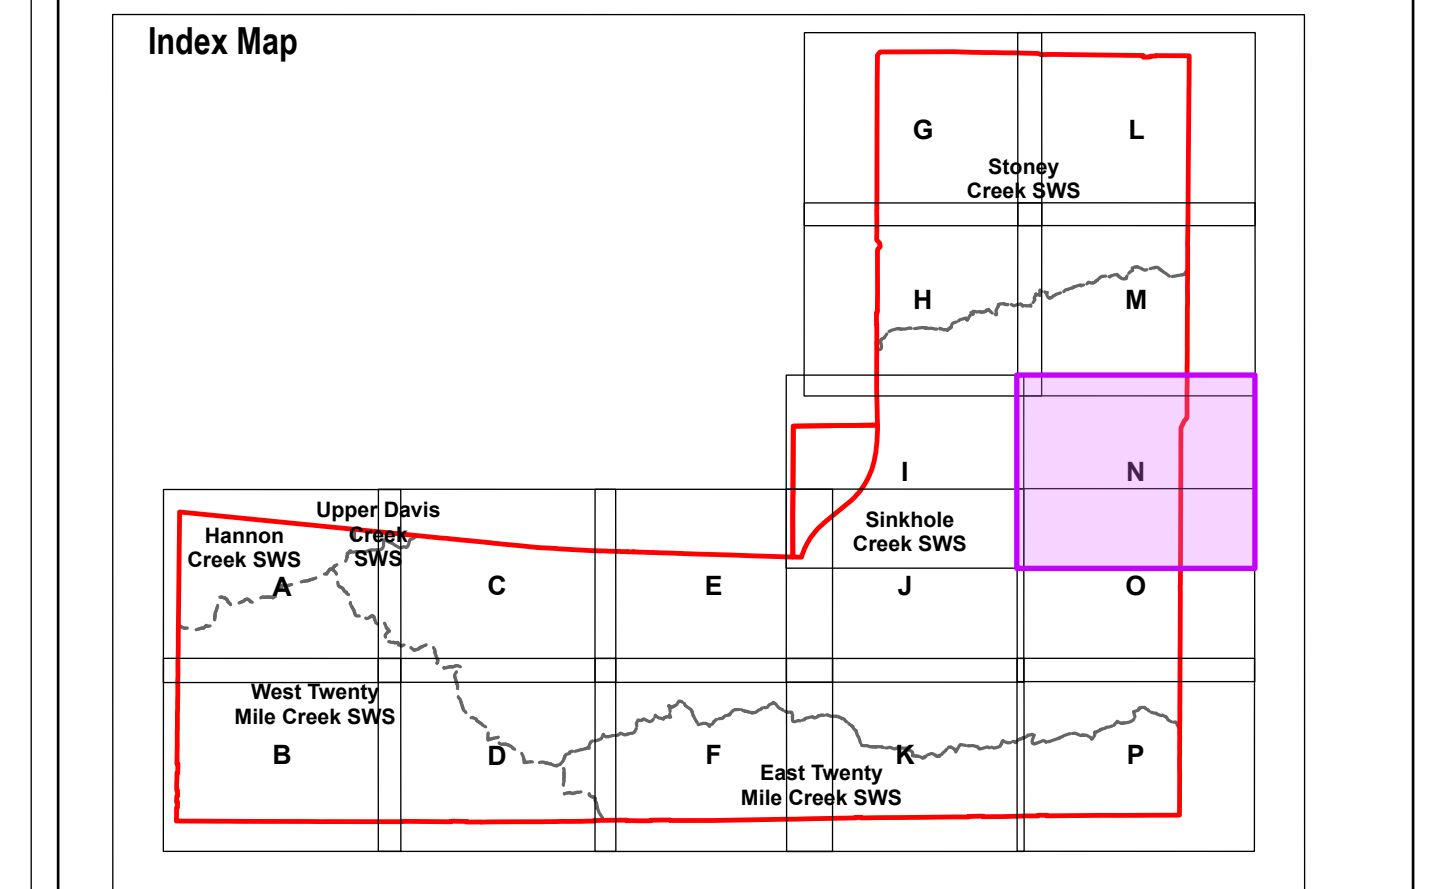 Index Map
G
L
Stoney
Creek SWS
H
M
I
N
Upper Davis
Creek
SWS
Hannon
Creek SWS
Sinkhole
Creek SWS
A
C
E
J
O
West Twenty
Mile Creek SWS
B
D
F
K
P
East Twenty
Mile Creek SWS